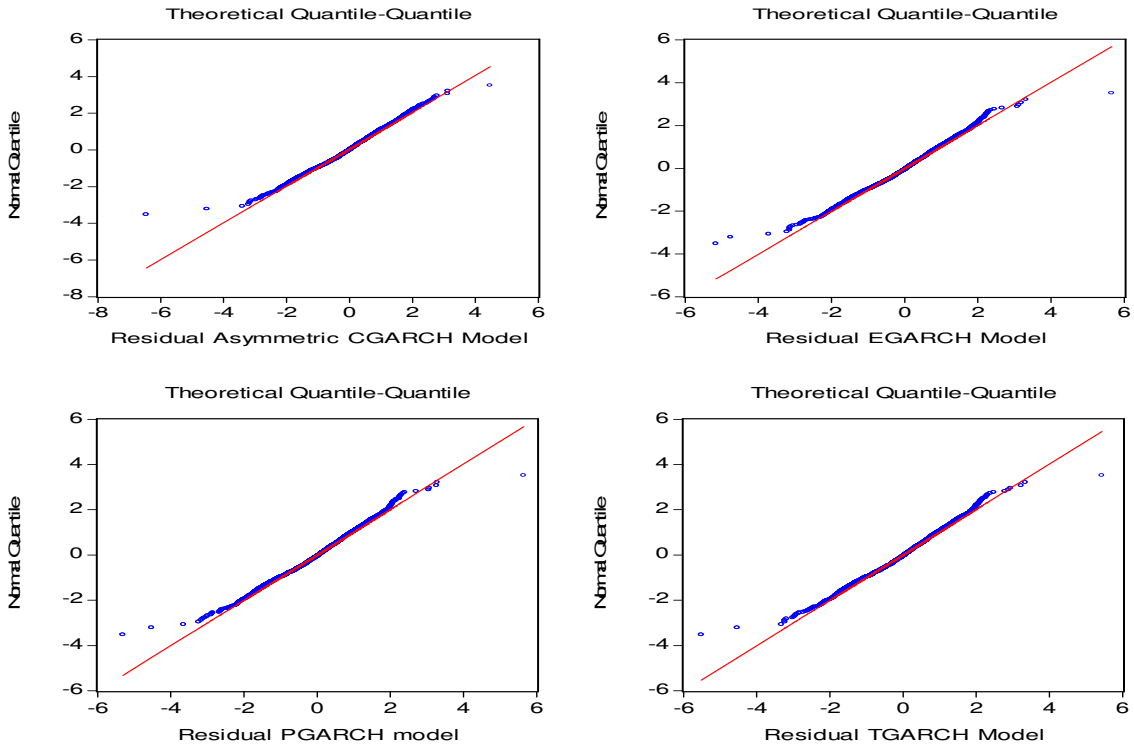 Theoretical Quantile-Quantile
6
4
2
0
-2
-4
-6
-8
-8 -6 -4 -2 0 2 4 6
Normal Quantile
Residual Asymmetric CGARCH Model
Theoretical Quantile-Quantile
6
4
2
0
-2
-4
-6
-6 -4 -2 0 2 4 6
Normal Quantile
Residual EGARCH Model
Theoretical Quantile-Quantile
6
4
2
0
-2
-4
-6
-6 -4 -2 0 2 4 6
Normal Quantile
Residual PGARCH model
Theoretical Quantile-Quantile
6
4
2
0
-2
-4
-6
-6 -4 -2 0 2 4 6
Normal Quantile
Residual TGARCH Model